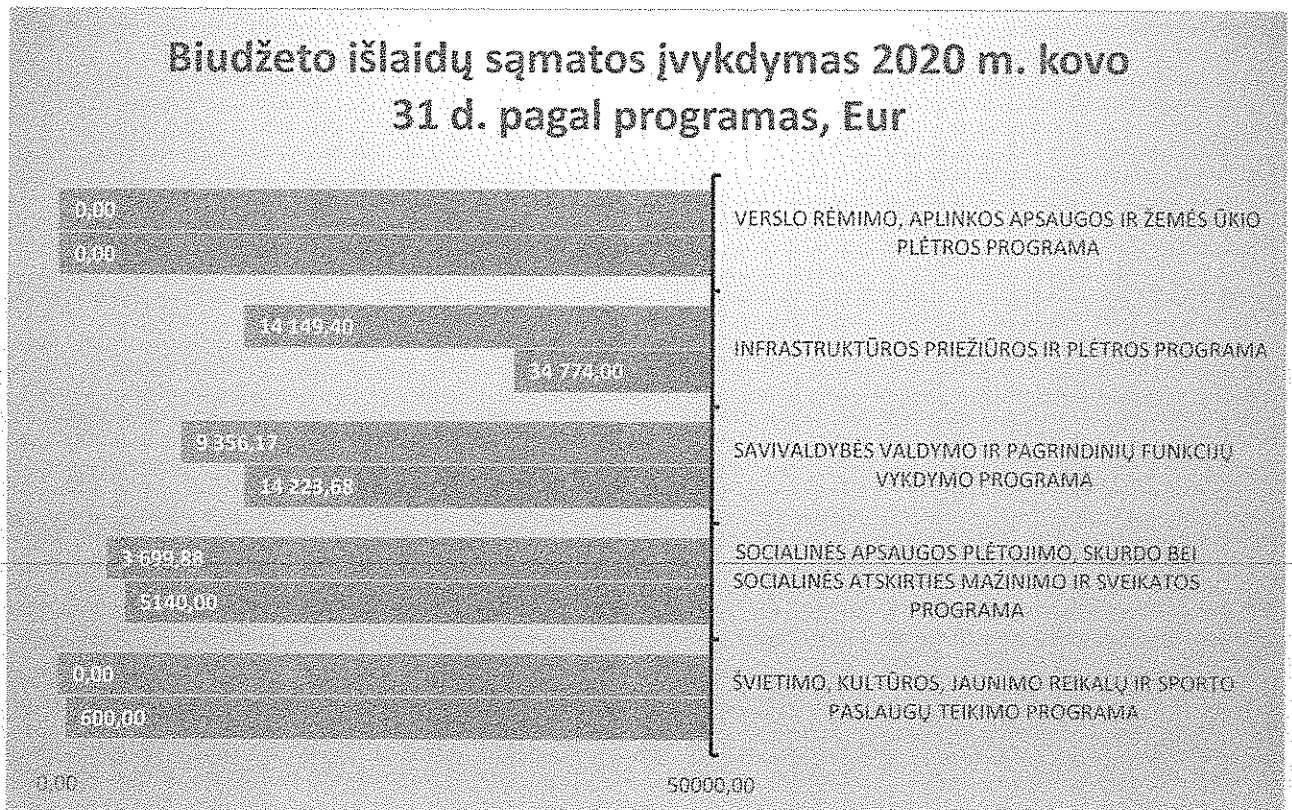 Biudžeto išlaidų sąmatos įvykdymas 2020 m. kovo
31 d. pagal programas, Eur
0,00
0,00
VERSLO RĖMIMO, APLINKOS APSAUGOS IR ŽEMĖS ŪKIO
PLĖTROS PROGRAMA
14 149,40
34 774,00
INFRASTRUKTŪROS PRIEŽIŪROS IR PLĖTROS PROGRAMA
9 356,17
14 223,68
SAVIVALDYBĖS VALDYMO IR PAGRINDINIŲ FUNKCIJŲ
VYKDYMO PROGRAMA
3 699,88
5140,00
SOCIALINĖS APSAUGOS PLĖTOJIMO, SKURDO BEI
SOCIALINĖS ATSKIRTIES MAŽINIMO IR SVEIKATOS
PROGRAMA
0,00
600,00
ŠVIETIMO, KULTŪROS, JAUNIMO REIKALŲ IR SPORTO
PASLAUGŲ TEIKIMO PROGRAMA
0,00
50000,00